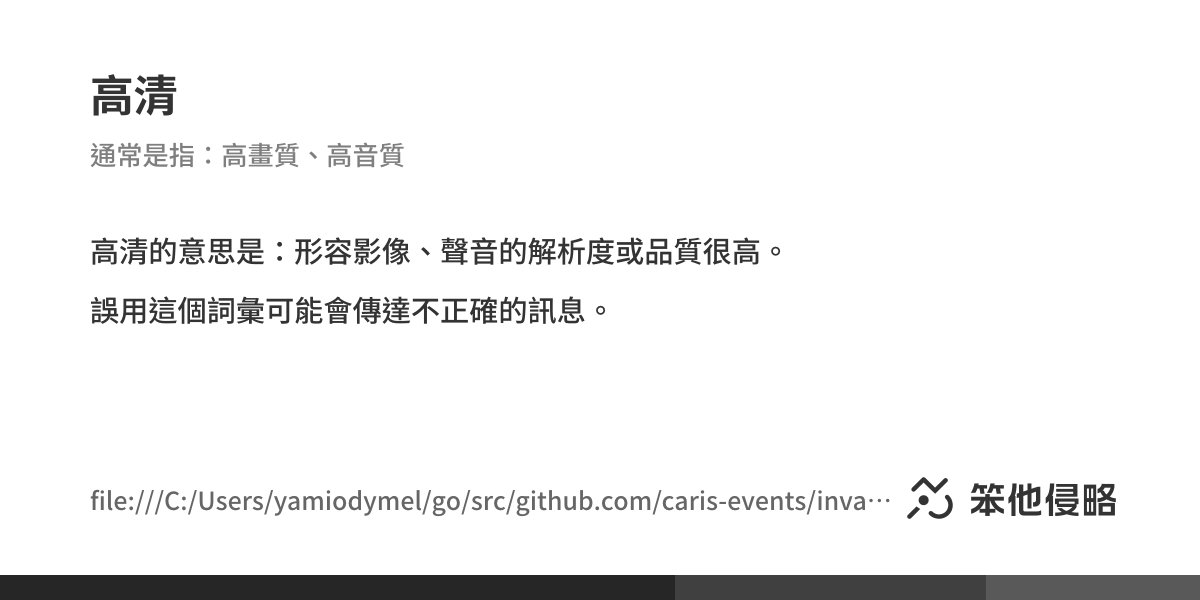 高清
通常是指：高畫質、高音質
高清的意思是：形容影像、聲音的解析度或品質很高。
誤用這個詞彙可能會傳達不正確的訊息。
file:///C:/Users/yamiodymel/go/src/github.com/caris-events/inva⋯
笨他侵略